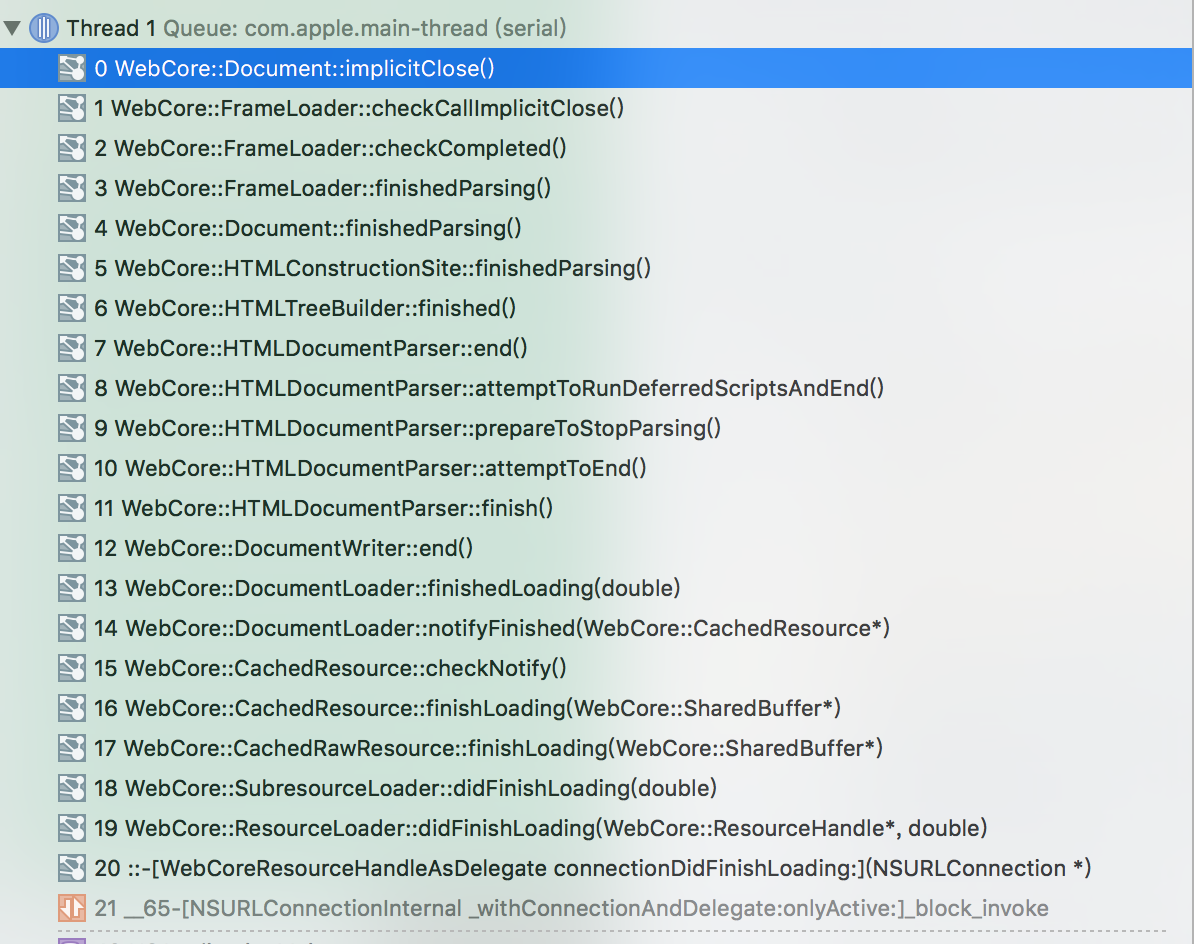 Thread 1 Queue: com.apple.main-thread (serial)
0 WebCore::Document::implicitClose()
1 WebCore::FrameLoader::checkCallImplicitClose()
2 WebCore::FrameLoader::checkCompleted()
3 WebCore::FrameLoader::finishedParsing()
4 WebCore::Document::finishedParsing()
5 WebCore::HTMLConstructionSite::finishedParsing()
6 WebCore::HTMLTreeBuilder::finished()
7 WebCore::HTMLDocumentParser::end()
8 WebCore::HTMLDocumentParser::attemptToRunDeferredScriptsAndEnd()
9 WebCore::HTMLDocumentParser::prepareToStopParsing()
10 WebCore::HTMLDocumentParser::attemptToEnd()
11 WebCore::HTMLDocumentParser::finish()
12 WebCore::DocumentWriter::end()
13 WebCore::DocumentLoader::finishedLoading(double)
14 WebCore::DocumentLoader::notifyFinished(WebCore::CachedResource*)
15 WebCore::CachedResource::checkNotify()
16 WebCore::CachedResource::finishLoading(WebCore::SharedBuffer*)
17 WebCore::CachedRawResource::finishLoading(WebCore::SharedBuffer*)
18 WebCore::SubresourceLoader::didFinishLoading(double)
19 WebCore::ResourceLoader::didFinishLoading(WebCore::ResourceHandle*, double)
20 ::-[WebCoreResourceHandleAsDelegate connectionDidFinishLoading:](NSURLConnection *)
21 __65-[NSURLConnectionInternal _withConnectionAndDelegate:onlyActive:]_block_invoke